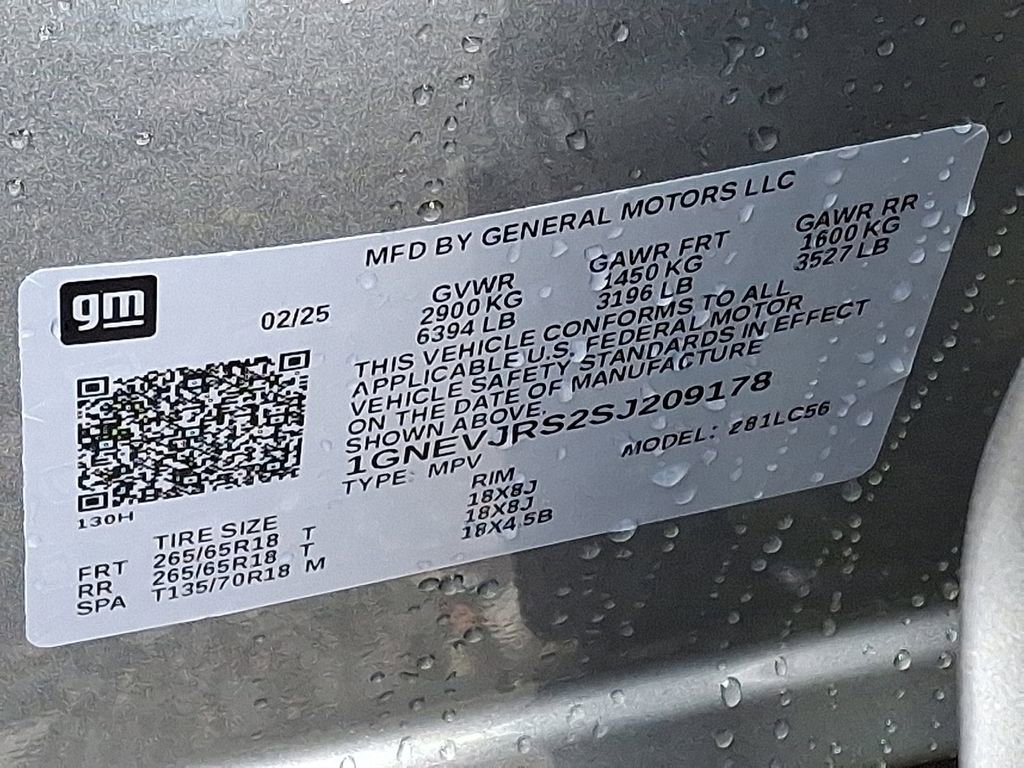 MFD BY GENERAL MOTORS LLC
gm
02/25
GVWR GAWR FRT GAWR RR
2900 KG 1450 KG 1600 KG
6394 LB 3196 LB 3527 LB
THIS VEHICLE CONFORMS TO ALL
APPLICABLE U.S. FEDERAL MOTOR
VEHICLE SAFETY STANDARDS IN EFFECT
ON THE DATE OF MANUFACTURE
SHOWN ABOVE.
1GNEVJRS2SJ209178
TYPE: MPV MODEL: 281LC56
130H
TIRE SIZE RIM
FRT 265/65R18 T 18X8J
RR 265/65R18 T 18X8J
SPA T135/70R18 M 18X4.5B